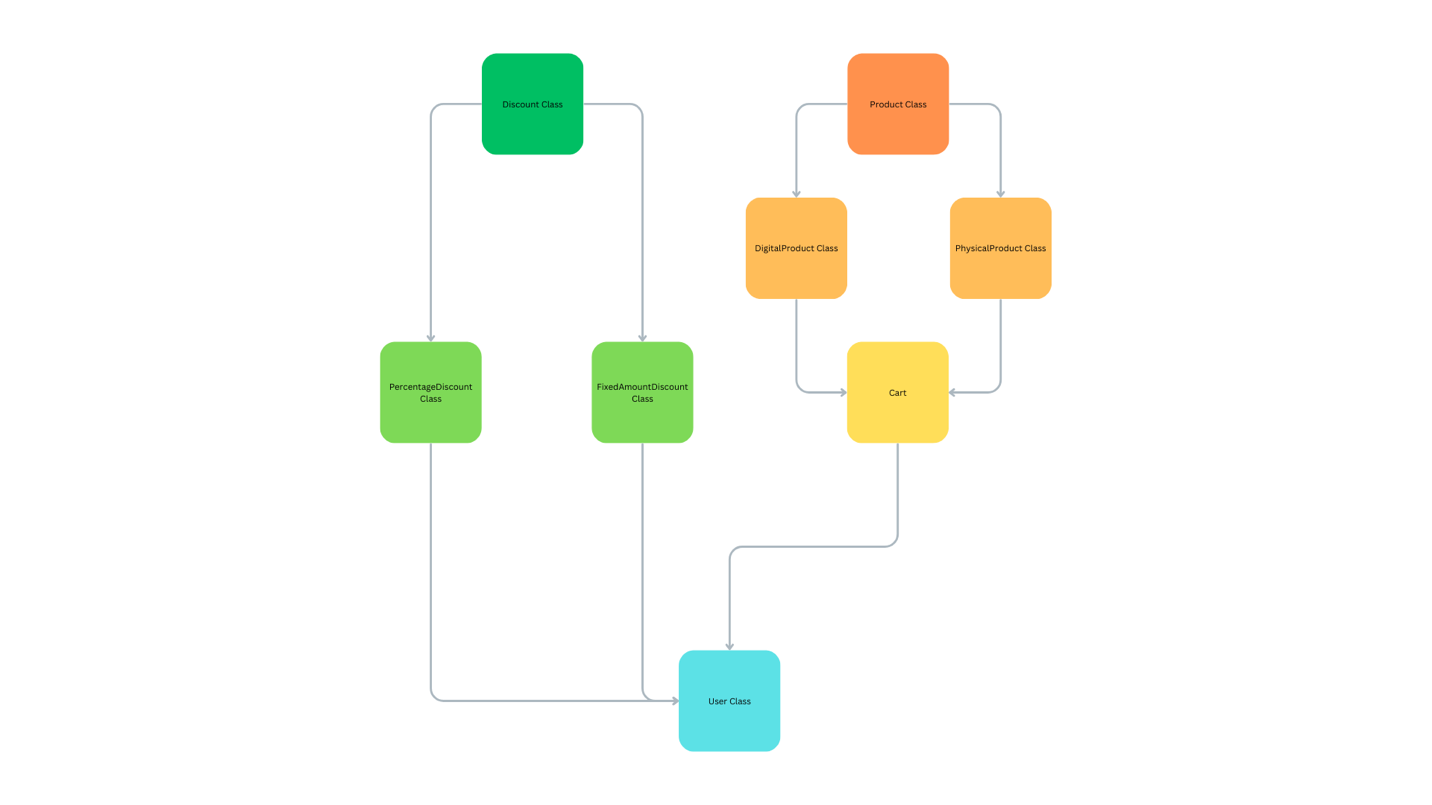 Discount Class
Product Class
DigitalProduct Class
PhysicalProduct Class
PercentageDiscount
Class
FixedAmountDiscount
Class
Cart
User Class